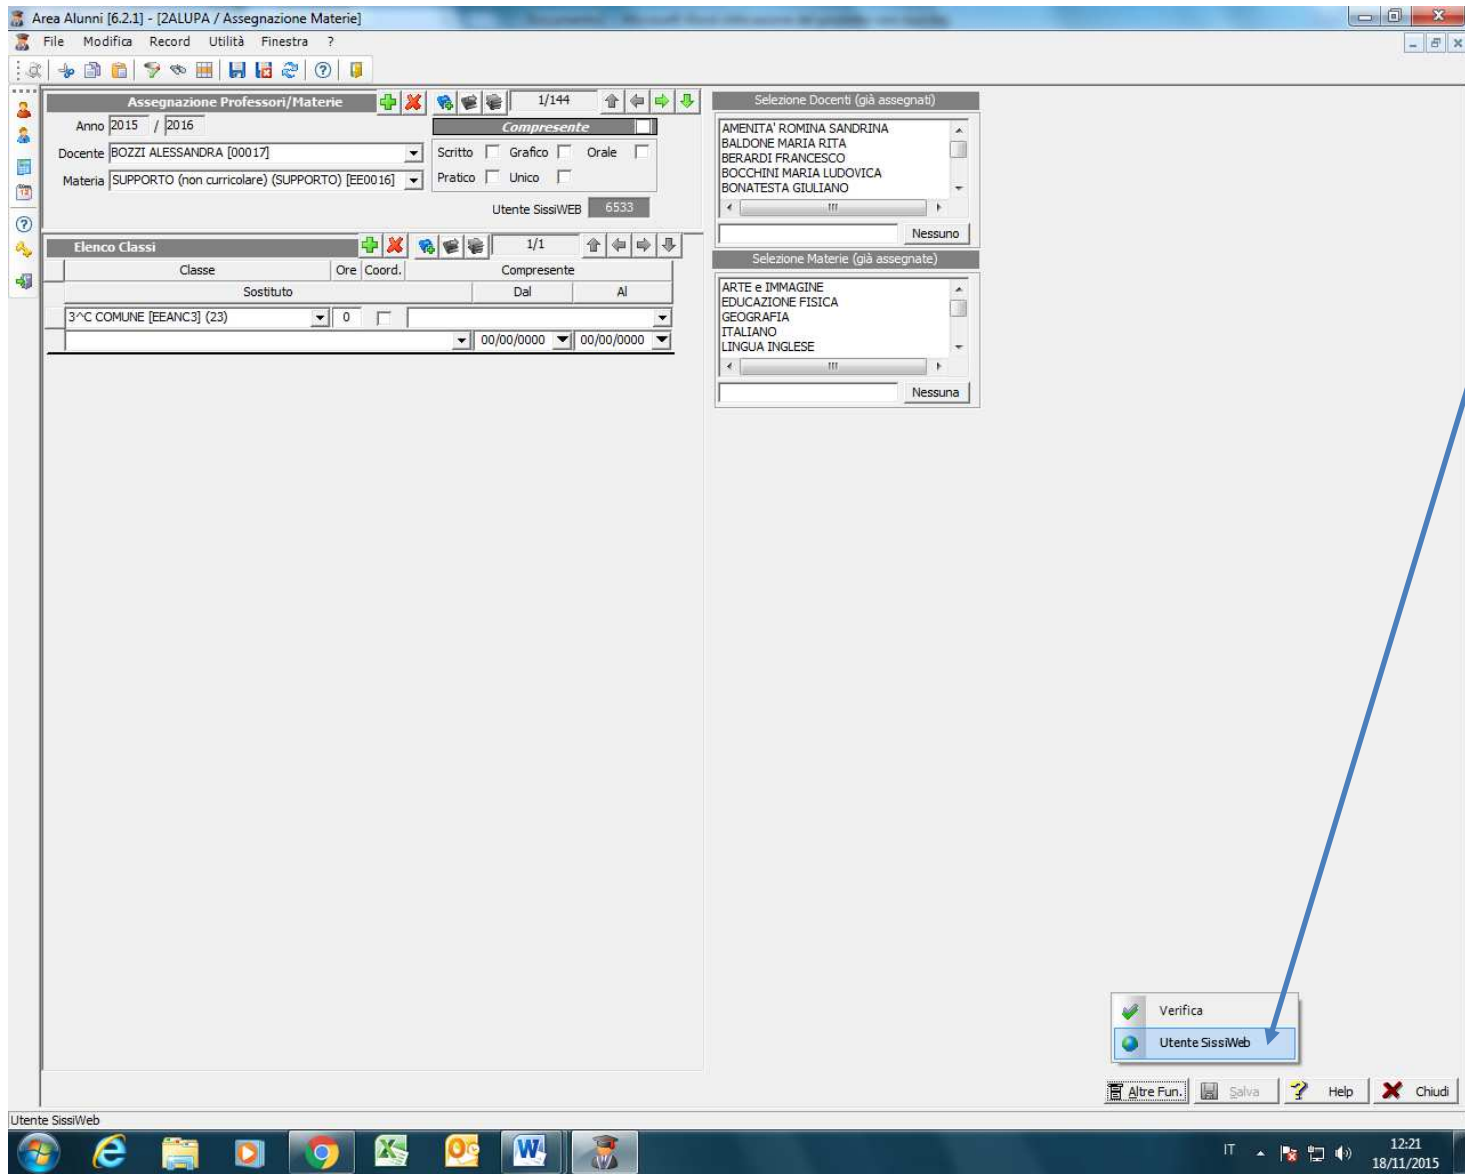 Area Alunni [6.2.1] - [2ALUPA / Assegnazione Materie]
File Modifica Record Utilità Finestra ?
Assegnazione Professori/Materie 1/144
Anno 2015 / 2016
Compresente
Docente BOZZI ALESSANDRA [00017]
Scritto Grafico Orale
Materia SUPPORTO (non curricolare) (SUPPORTO) [EE0016]
Pratico Unico
Utente SissiWEB 6533
Elenco Classi 1/1
Classe Ore Coord. Compresente
Sostituto Dal Al
3^C COMUNE [EEANC3] (23) 0
00/00/0000 00/00/0000
Selezione Docenti (già assegnati)
AMENITA' ROMINA SANDRINA
BALDONE MARIA RITA
BERARDI FRANCESCO
BOCCHINI MARIA LUDOVICA
BONATESTA GIULIANO
Nessuno
Selezione Materie (già assegnate)
ARTE e IMMAGINE
EDUCAZIONE FISICA
GEOGRAFIA
ITALIANO
LINGUA INGLESE
Nessuna
Verifica
Utente SissiWeb
Altre Fun. Salva Help Chiudi
Utente SissiWeb
IT 12:21
18/11/2015